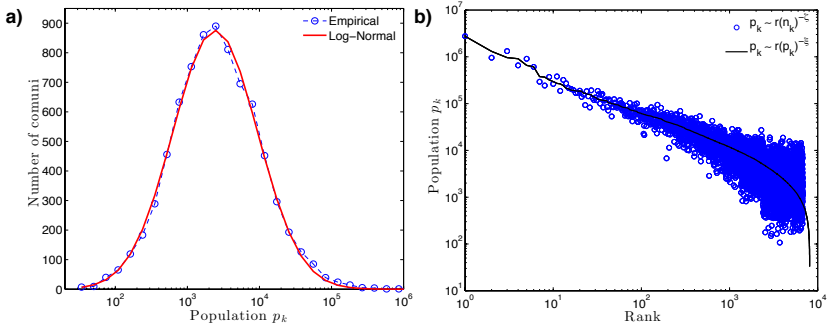 a)
Number of comuni
900
800
700
600
500
400
300
200
100
0
10^2
10^3
10^4
10^5
10^6
Population p_k
Empirical
Log−Normal
b)
Population p_k
10^7
10^6
10^5
10^4
10^3
10^2
10^1
10^0
10^1
10^2
10^3
10^4
Rank
p_k ~ r(n_k)^−ξ
p_k ~ r(p_k)^−ξ